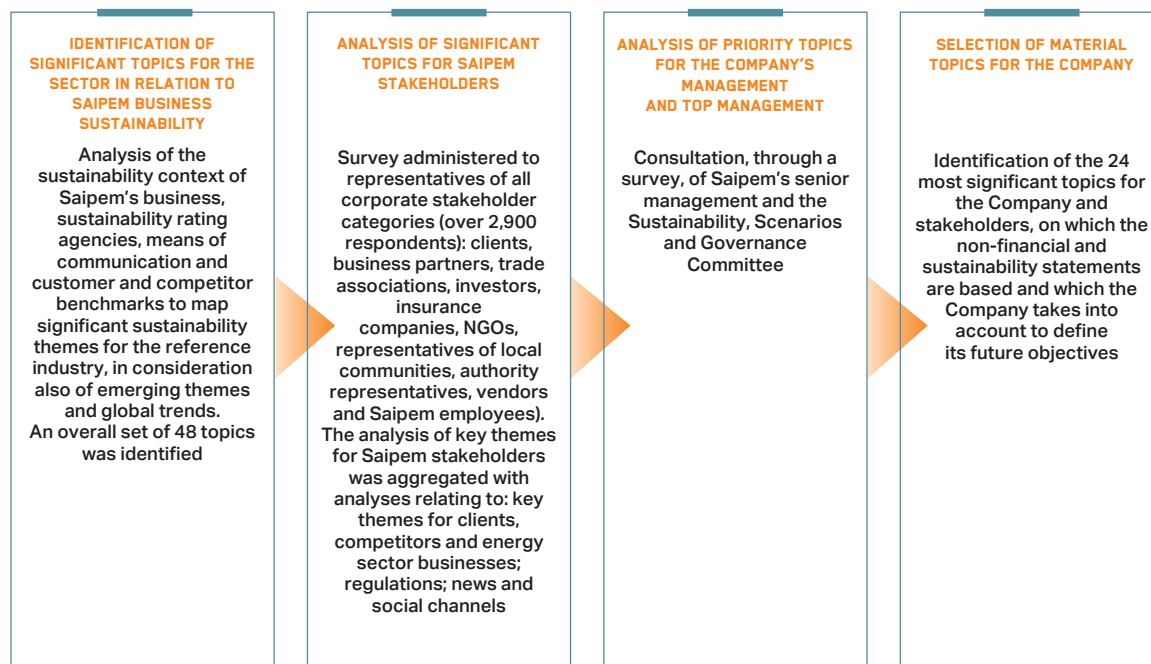 IDENTIFICATION OF
SIGNIFICANT TOPICS FOR THE
SECTOR IN RELATION TO
SAIPEM BUSINESS
SUSTAINABILITY
Analysis of the
sustainability context of
Saipem's business,
sustainability rating
agencies, means of
communication and
customer and competitor
benchmarks to map
significant sustainability
themes for the reference
industry, in consideration
also of emerging themes
and global trends.
An overall set of 48 topics
was identified
ANALYSIS OF SIGNIFICANT
TOPICS FOR SAIPEM
STAKEHOLDERS
Survey administered to
representatives of all
corporate stakeholder
categories (over 2,900
respondents): clients,
business partners, trade
associations, investors,
insurance
companies, NGOs,
representatives of local
communities, authority
representatives, vendors
and Saipem employees).
The analysis of key themes
for Saipem stakeholders
was aggregated with
analyses relating to: key
themes for clients,
competitors and energy
sector businesses;
regulations; news and
social channels
ANALYSIS OF PRIORITY TOPICS
FOR THE COMPANY'S
MANAGEMENT
AND TOP MANAGEMENT
Consultation, through a
survey, of Saipem's senior
management and the
Sustainability, Scenarios
and Governance
Committee
SELECTION OF MATERIAL
TOPICS FOR THE COMPANY
Identification of the 24
most significant topics for
the Company and
stakeholders, on which the
non-financial and
sustainability statements
are based and which the
Company takes into
account to define
its future objectives